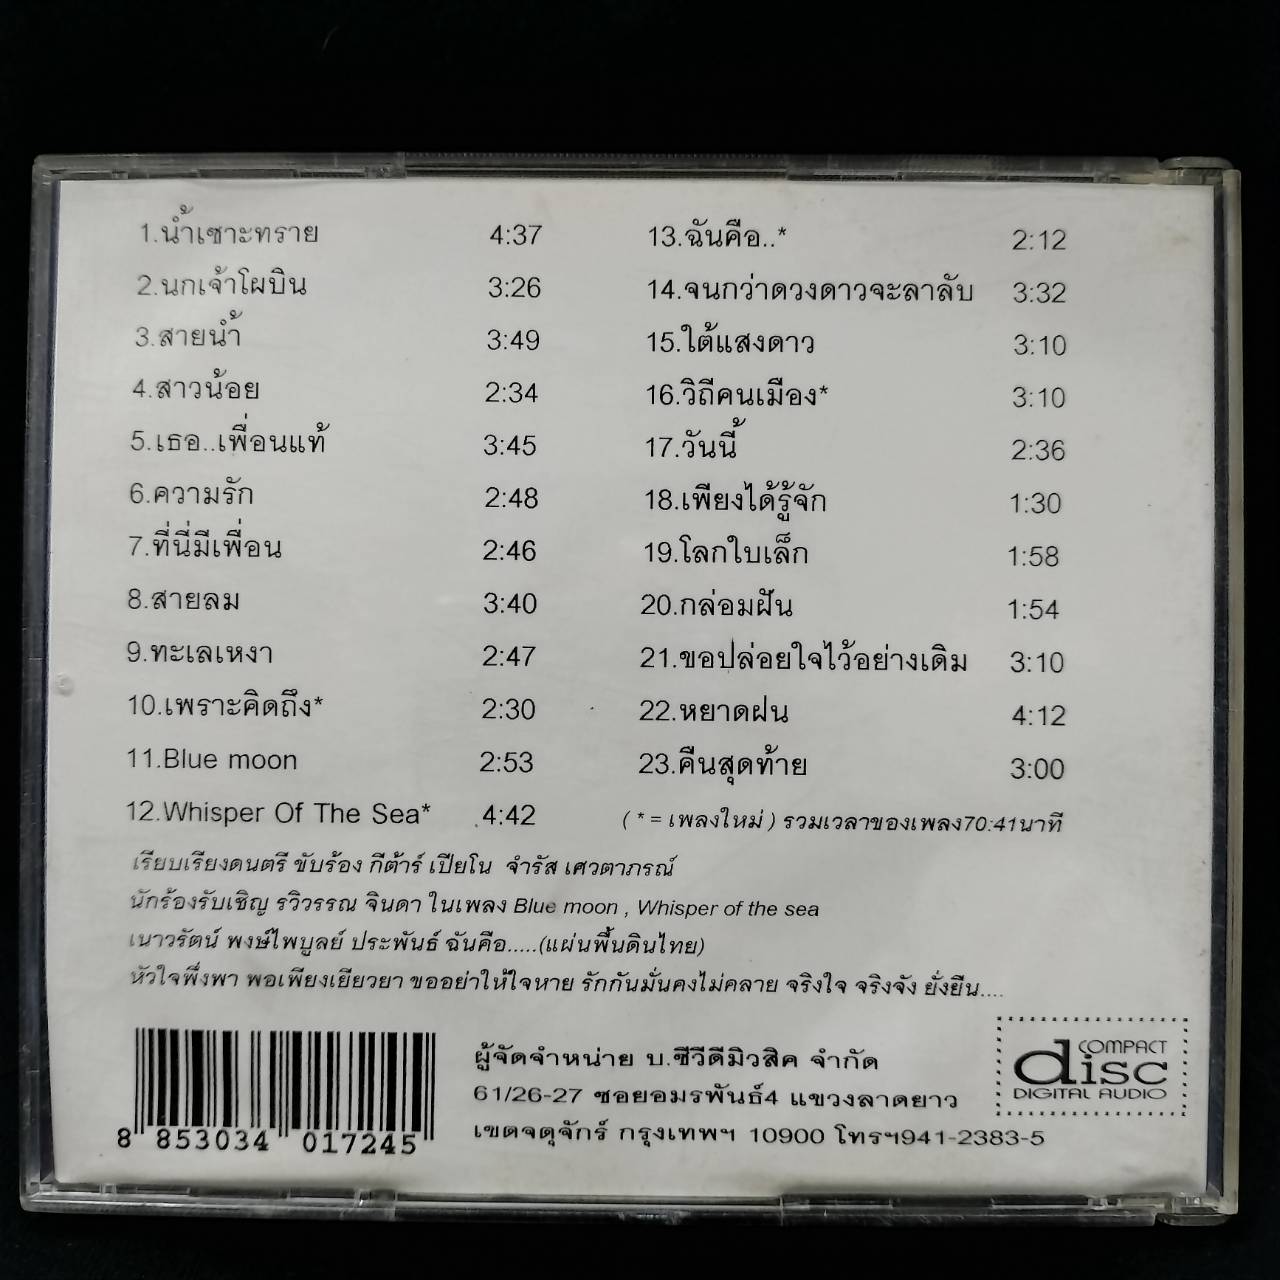 1.น้ำเซาะทราย 4:37
2.นกเจ้าโผบิน 3:26
3.สายน้ำ 3:49
4.สาวน้อย 2:34
5.เธอ..เพื่อนแท้ 3:45
6.ความรัก 2:48
7.ที่นี่มีเพื่อน 2:46
8.สายลม 3:40
9.ทะเลเหงา 2:47
10.เพราะคิดถึง* 2:30
11.Blue moon 2:53
12.Whisper Of The Sea* 4:42
13.ฉันคือ..* 2:12
14.จนกว่าดวงดาวจะลาลับ 3:32
15.ใต้แสงดาว 3:10
16.วิถีคนเมือง* 3:10
17.วันนี้ 2:36
18.เพียงได้รู้จัก 1:30
19.โลกใบเล็ก 1:58
20.กล่อมฝัน 1:54
21.ขอปล่อยใจไว้อย่างเดิม 3:10
22.หยาดฝน 4:12
23.คืนสุดท้าย 3:00
( * = เพลงใหม่ ) รวมเวลาของเพลง70:41นาที
เรียบเรียงดนตรี ขับร้อง กีต้าร์ เปียโน จำรัส เศวตาภรณ์
นักร้องรับเชิญ รวิวรรณ จินดา ในเพลง Blue moon , Whisper of the sea
เนาวรัตน์ พงษ์ไพบูลย์ ประพันธ์ ฉันคือ.....(แผ่นพื้นดินไทย)
หัวใจพึ่งพา พอเพียงเยียวยา ขออย่าให้ใจหาย รักกันมั่นคงไม่คลาย จริงใจ จริงจัง ยั่งยืน....
8 853034 017245
ผู้จัดจำหน่าย บ.ซีวีดีมิวสิค จำกัด
61/26-27 ซอยอมรพันธ์4 แขวงลาดยาว
เขตจตุจักร์ กรุงเทพฯ 10900 โทรฯ941-2383-5
COMPACT
disc
DIGITAL AUDIO